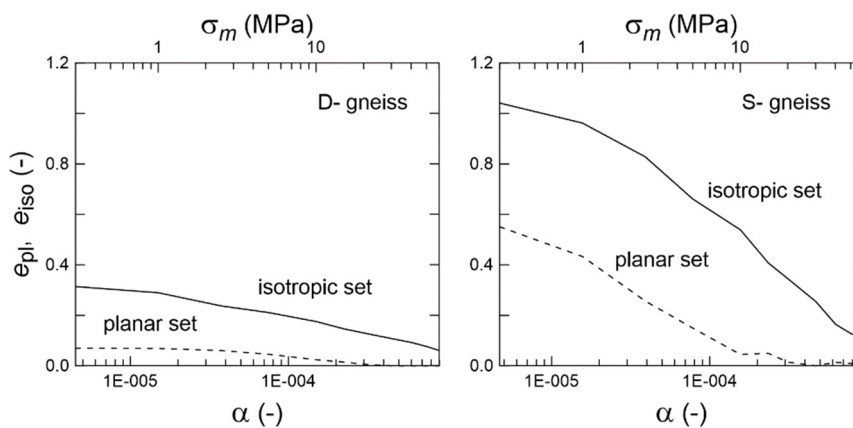 σm (MPa)
1 10
1.2
D- gneiss
0.8
epl, eiso (-)
isotropic set
0.4
planar set
0.0
1E-005 1E-004
α (-)
σm (MPa)
1 10
1.2
S- gneiss
0.8
isotropic set
planar set
0.4
0.0
1E-005 1E-004
α (-)